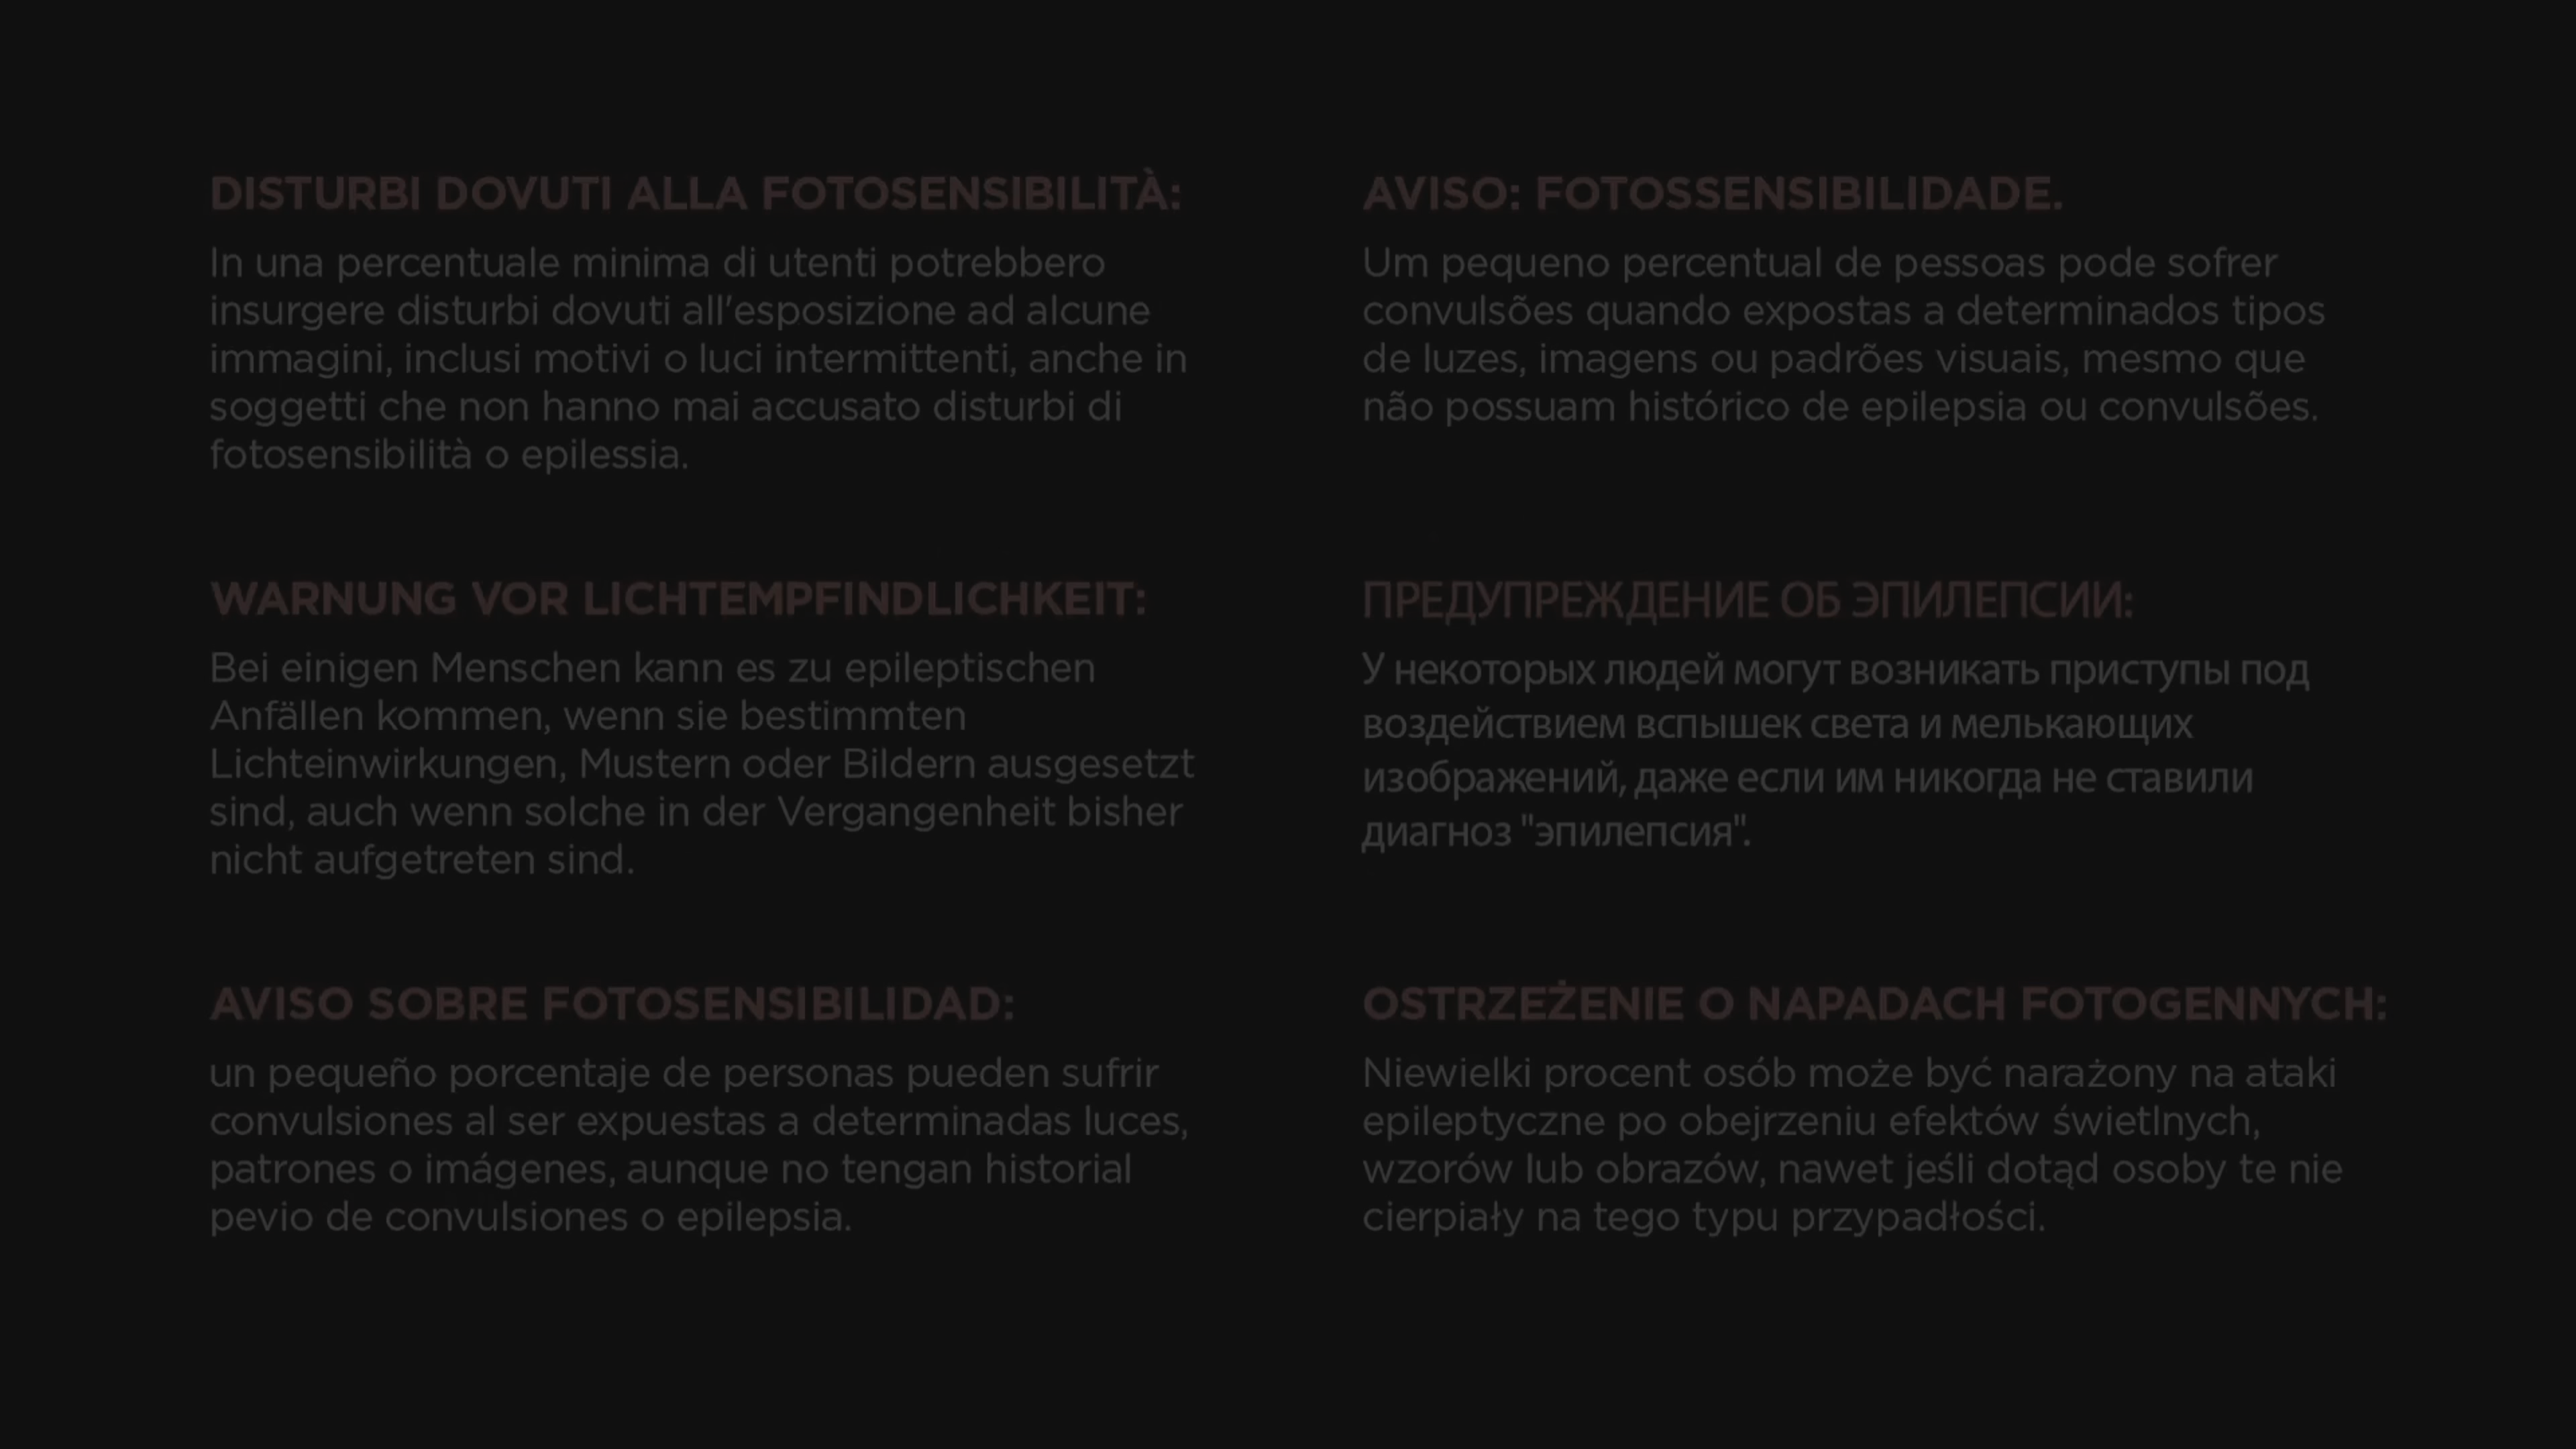 DISTURBI DOVUTI ALLA FOTOSENSIBILITÀ:
In una percentuale minima di utenti potrebbero
insurgere disturbi dovuti all'esposizione ad alcune
immagini, inclusi motivi o luci intermittenti, anche in
soggetti che non hanno mai accusato disturbi di
fotosensibilità o epilessia.
WARNUNG VOR LICHTEMPFINDLICHKEIT:
Bei einigen Menschen kann es zu epileptischen
Anfällen kommen, wenn sie bestimmten
Lichteinwirkungen, Mustern oder Bildern ausgesetzt
sind, auch wenn solche in der Vergangenheit bisher
nicht aufgetreten sind.
AVISO SOBRE FOTOSENSIBILIDAD:
un pequeño porcentaje de personas pueden sufrir
convulsiones al ser expuestas a determinadas luces,
patrones o imágenes, aunque no tengan historial
pevio de convulsiones o epilepsia.
AVISO: FOTOSSENSIBILIDADE.
Um pequeno percentual de pessoas pode sofrer
convulsões quando expostas a determinados tipos
de luzes, imagens ou padrões visuais, mesmo que
não possuam histórico de epilepsia ou convulsões.
ПРЕДУПРЕЖДЕНИЕ ОБ ЭПИЛЕПСИИ:
У некоторых людей могут возникать приступы под
воздействием вспышек света и мелькающих
изображений, даже если им никогда не ставили
диагноз "эпилепсия".
OSTRZEŻENIE O NAPADACH FOTOGENNYCH:
Niewielki procent osób może być narażony na ataki
epileptyczne po obejrzeniu efektów świetlnych,
wzorów lub obrazów, nawet jeśli dotąd osoby te nie
cierpiały na tego typu przypadłości.